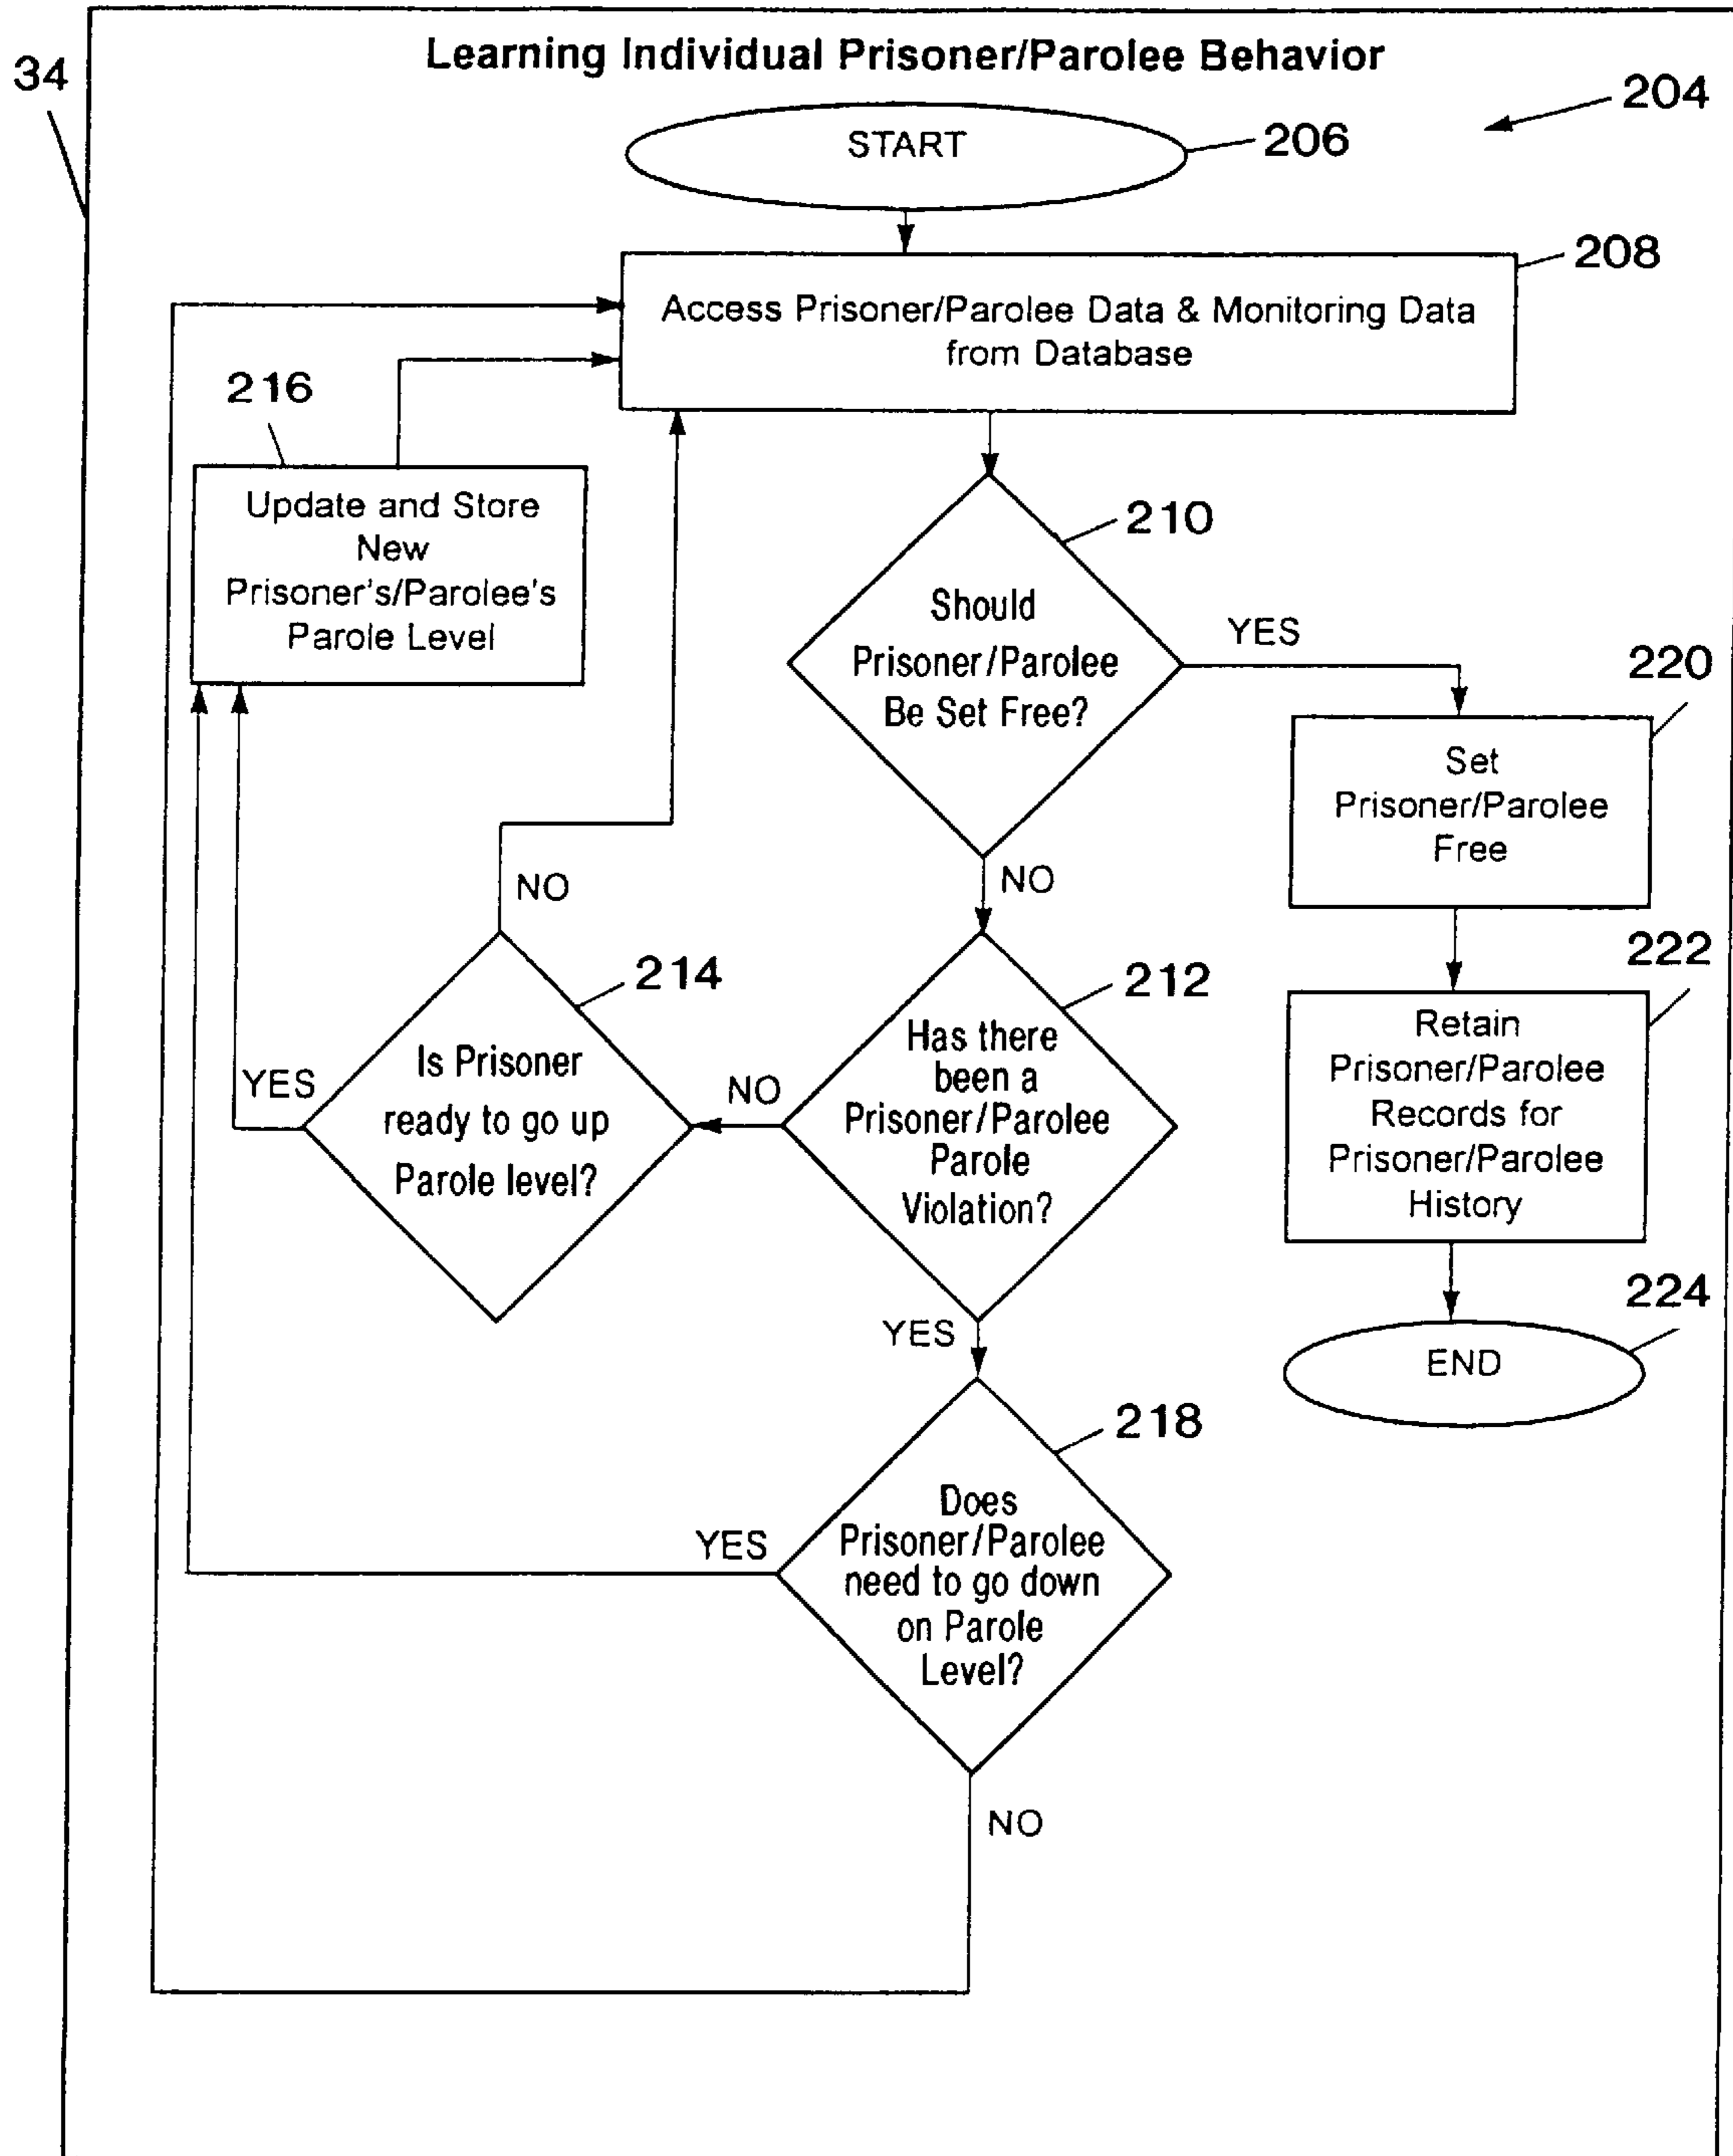 Learning Individual Prisoner/Parolee Behavior
34
204
START
206
208
Access Prisoner/Parolee Data & Monitoring Data
from Database
216
Update and Store
New
Prisoner's/Parolee's
Parole Level
210
Should
Prisoner/Parolee
Be Set Free?
YES
220
Set
Prisoner/Parolee
Free
NO
NO
214
Is Prisoner
ready to go up
Parole level?
YES
NO
212
Has there
been a
Prisoner/Parolee
Parole
Violation?
222
Retain
Prisoner/Parolee
Records for
Prisoner/Parolee
History
YES
224
END
218
Does
Prisoner/Parolee
need to go down
on Parole
Level?
YES
NO